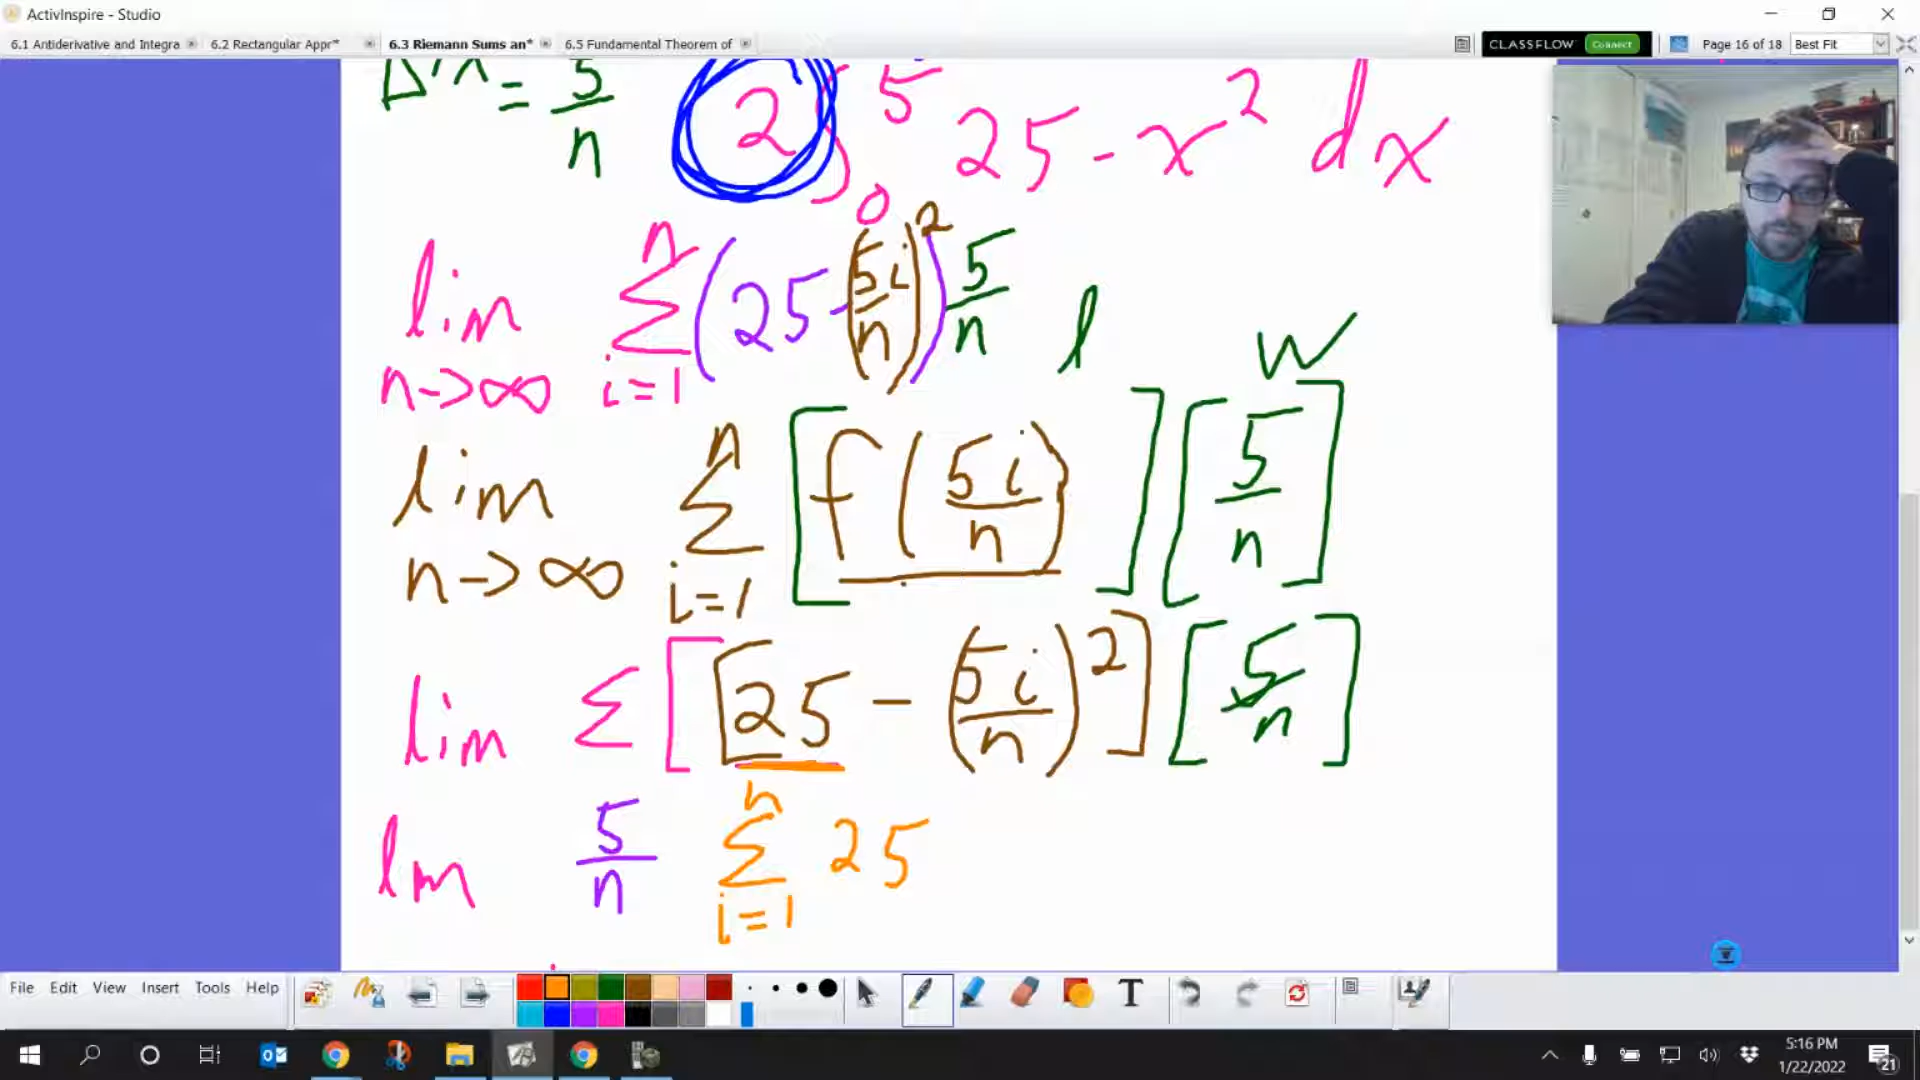 ActivInspire - Studio
6.1 Antiderivative and Integra 6.2 Rectangular Appr* 6.3 Riemann Sums an* 6.5 Fundamental Theorem of CLASSFLOW Connect Page 16 of 18 Best Fit
Δx = 5/n 2 ∫ 5 0 25 - x² dx
lim n->∞ n Σ i=1 (25 - (5i/n)²) 5/n l w
lim n->∞ n Σ i=1 [f(5i/n)] [5/n]
lim Σ [[25 - (5i/n)²] [5/n]
lm 5/n n Σ i=1 25
File Edit View Insert Tools Help T
5:16 PM
1/22/2022
21